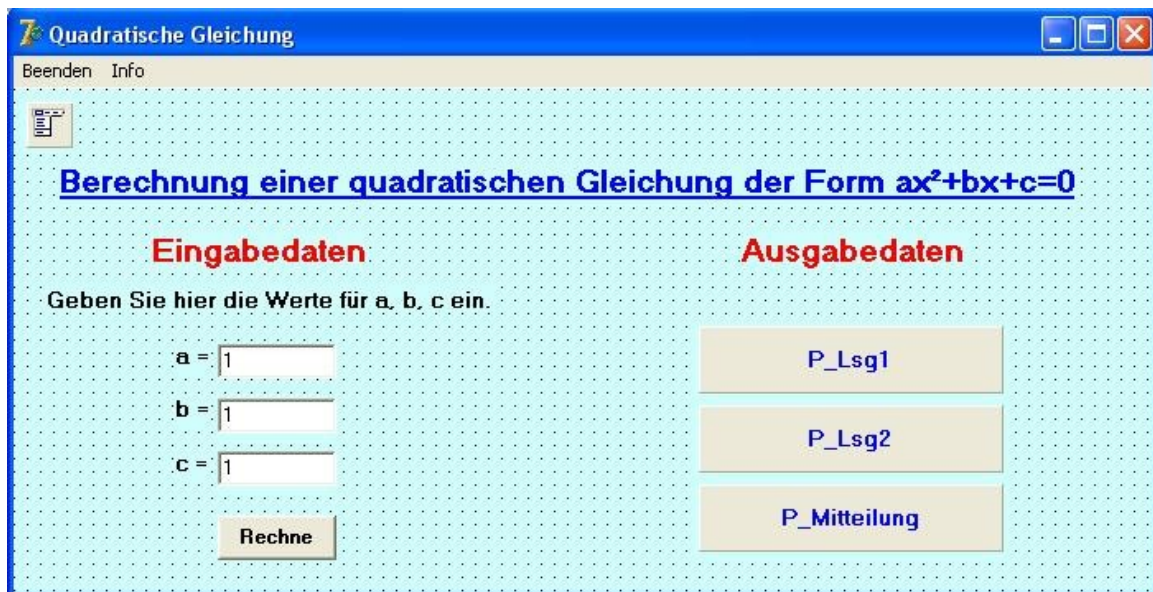 Quadratische Gleichung
Beenden Info
Berechnung einer quadratischen Gleichung der Form ax²+bx+c=0
Eingabedaten
Geben Sie hier die Werte für a, b, c ein.
a = 1
b = 1
c = 1
Rechne
Ausgabedaten
P_Lsg1
P_Lsg2
P_Mitteilung